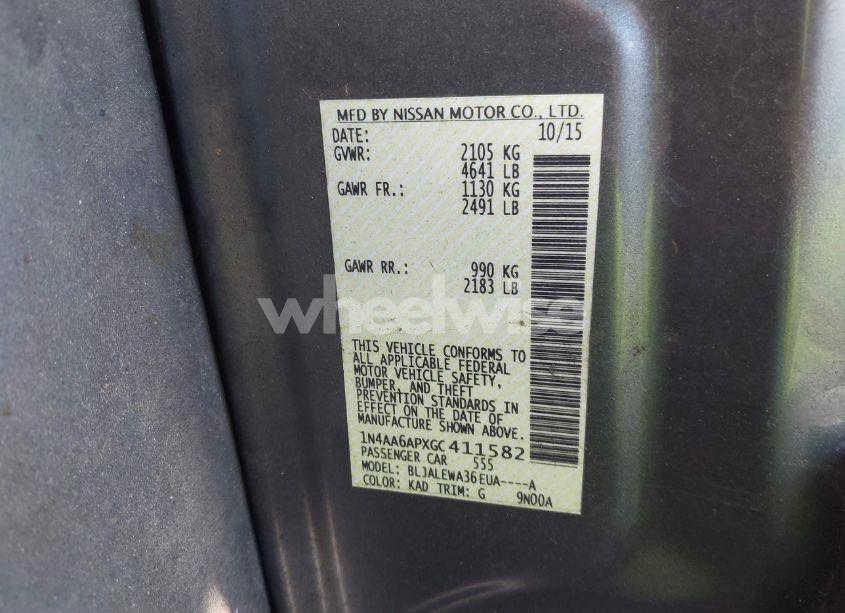 MFD BY NISSAN MOTOR CO., LTD.
DATE: 10/15
GVWR: 2105 KG
4641 LB
GAWR FR.: 1130 KG
2491 LB
GAWR RR.: 990 KG
2183 LB
wheelwise
THIS VEHICLE CONFORMS TO
ALL APPLICABLE FEDERAL
MOTOR VEHICLE SAFETY,
BUMPER, AND THEFT
PREVENTION STANDARDS IN
EFFECT ON THE DATE OF
MANUFACTURE SHOWN ABOVE.
1N4AA6APXGC411582
PASSENGER CAR 555
MODEL: BLJALEWA36EUA----A
COLOR: KAD TRIM: G 9N00A